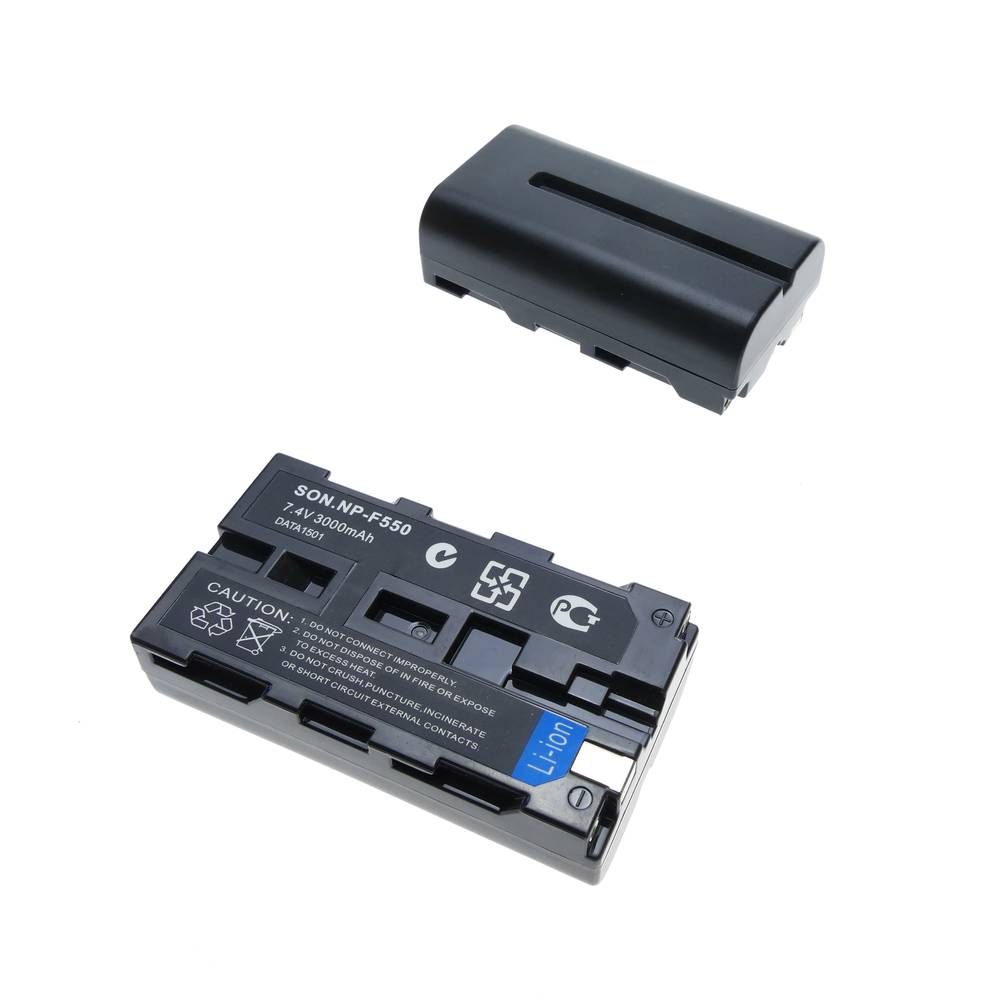 SON.NP-F550
7.4V 3000mAh
DATA1501
CAUTION:
1. DO NOT CONNECT IMPROPERLY.
2. DO NOT DISPOSE OF IN FIRE OR EXPOSE
TO EXCESS HEAT.
3. DO NOT CRUSH,PUNCTURE,INCINERATE
OR SHORT CIRCUIT EXTERNAL CONTACTS.
Li-ion
+
-